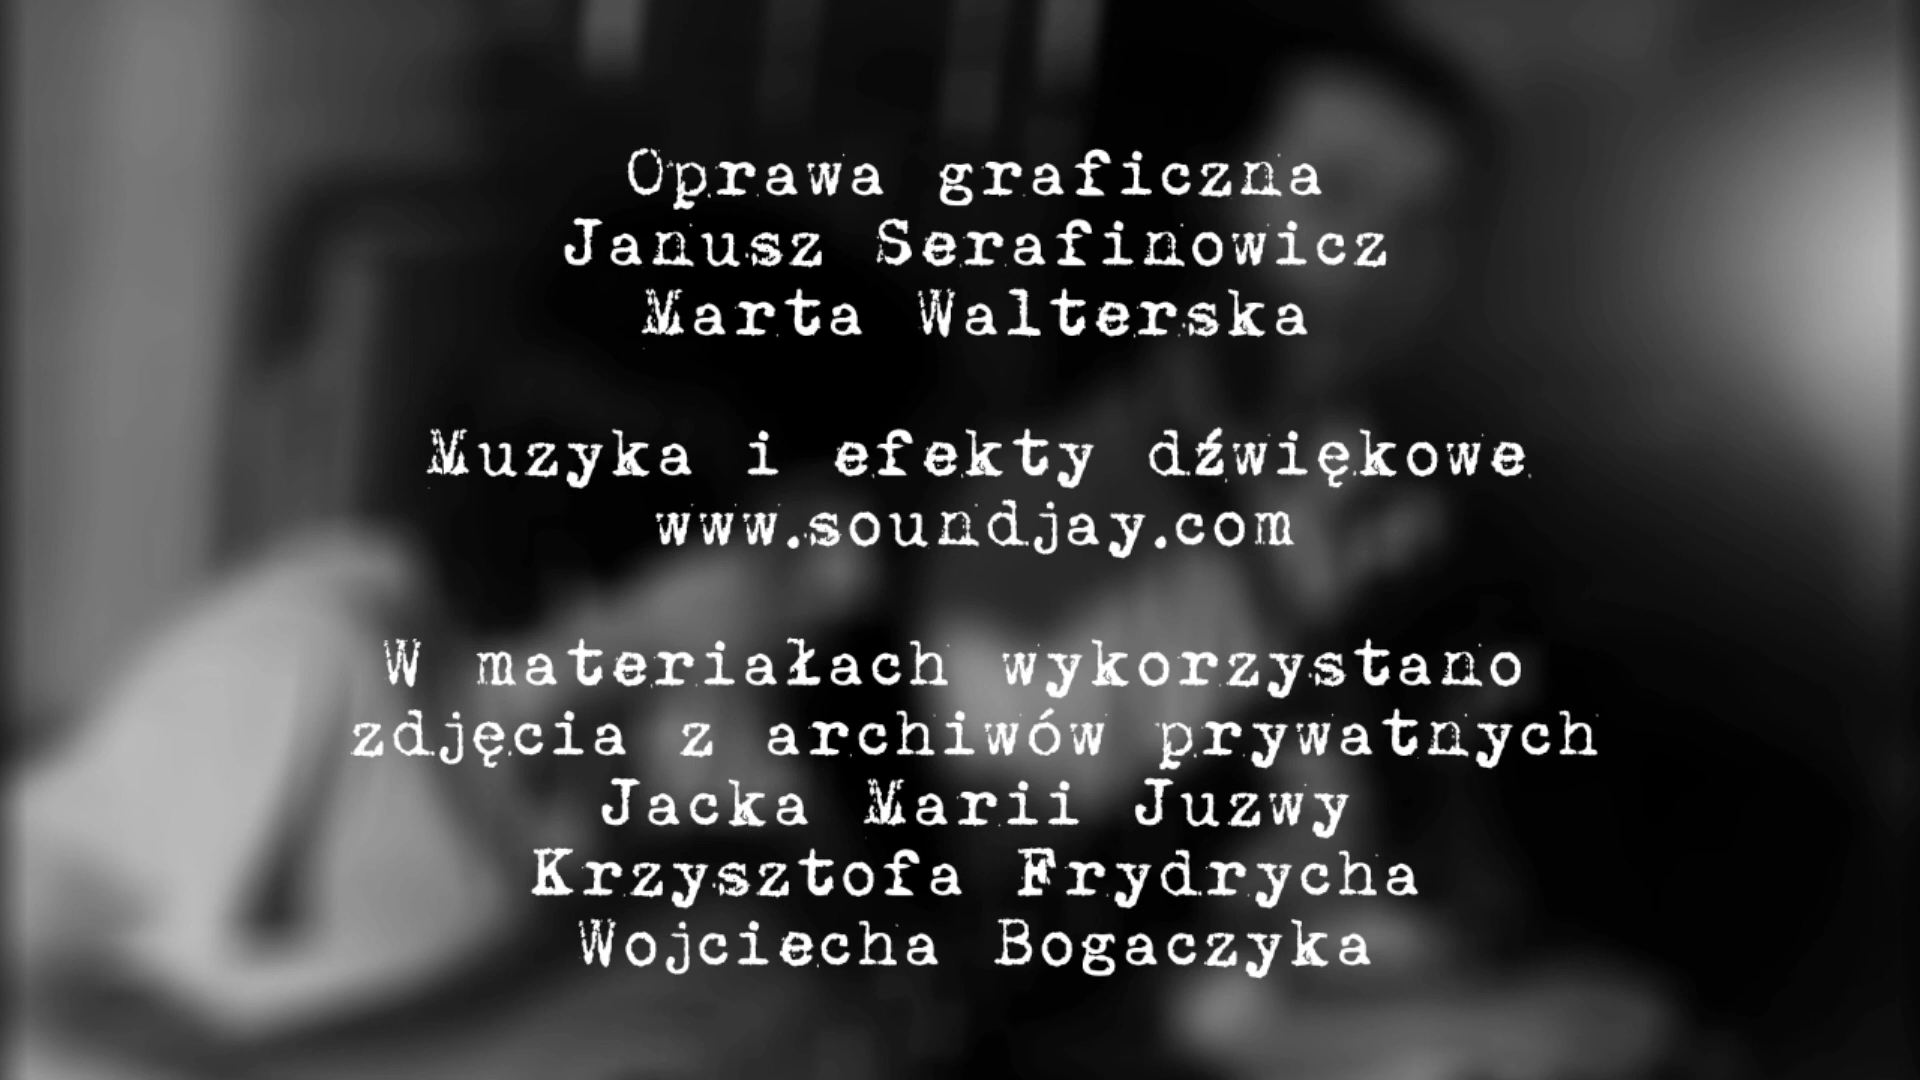 Oprawa graficzna
Janusz Serafinowicz
Marta Walterska
Muzyka i efekty dźwiękowe
www.soundjay.com
W materiałach wykorzystano
zdjęcia z archiwów prywatnych
Jacka Marii Juzwy
Krzysztofa Frydrycha
Wojciecha Bogaczyka